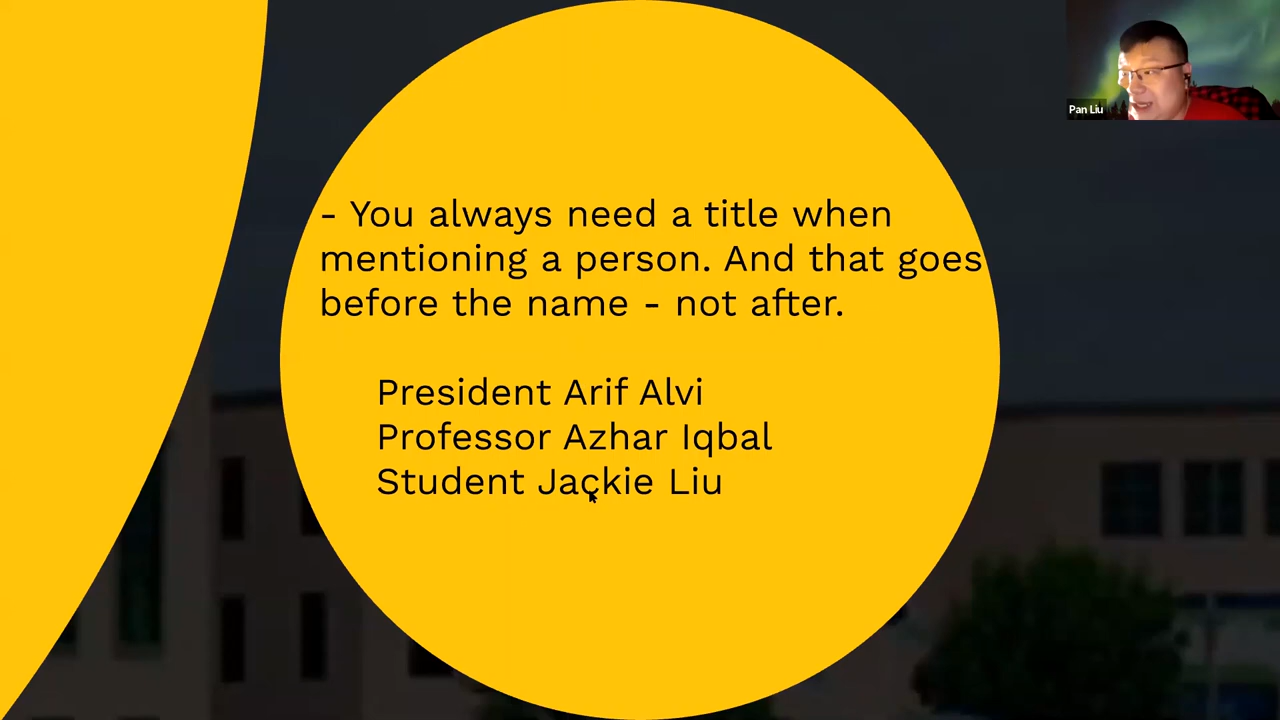 Pan Liu
- You always need a title when
mentioning a person. And that goes
before the name - not after.
President Arif Alvi
Professor Azhar Iqbal
Student Jackie Liu